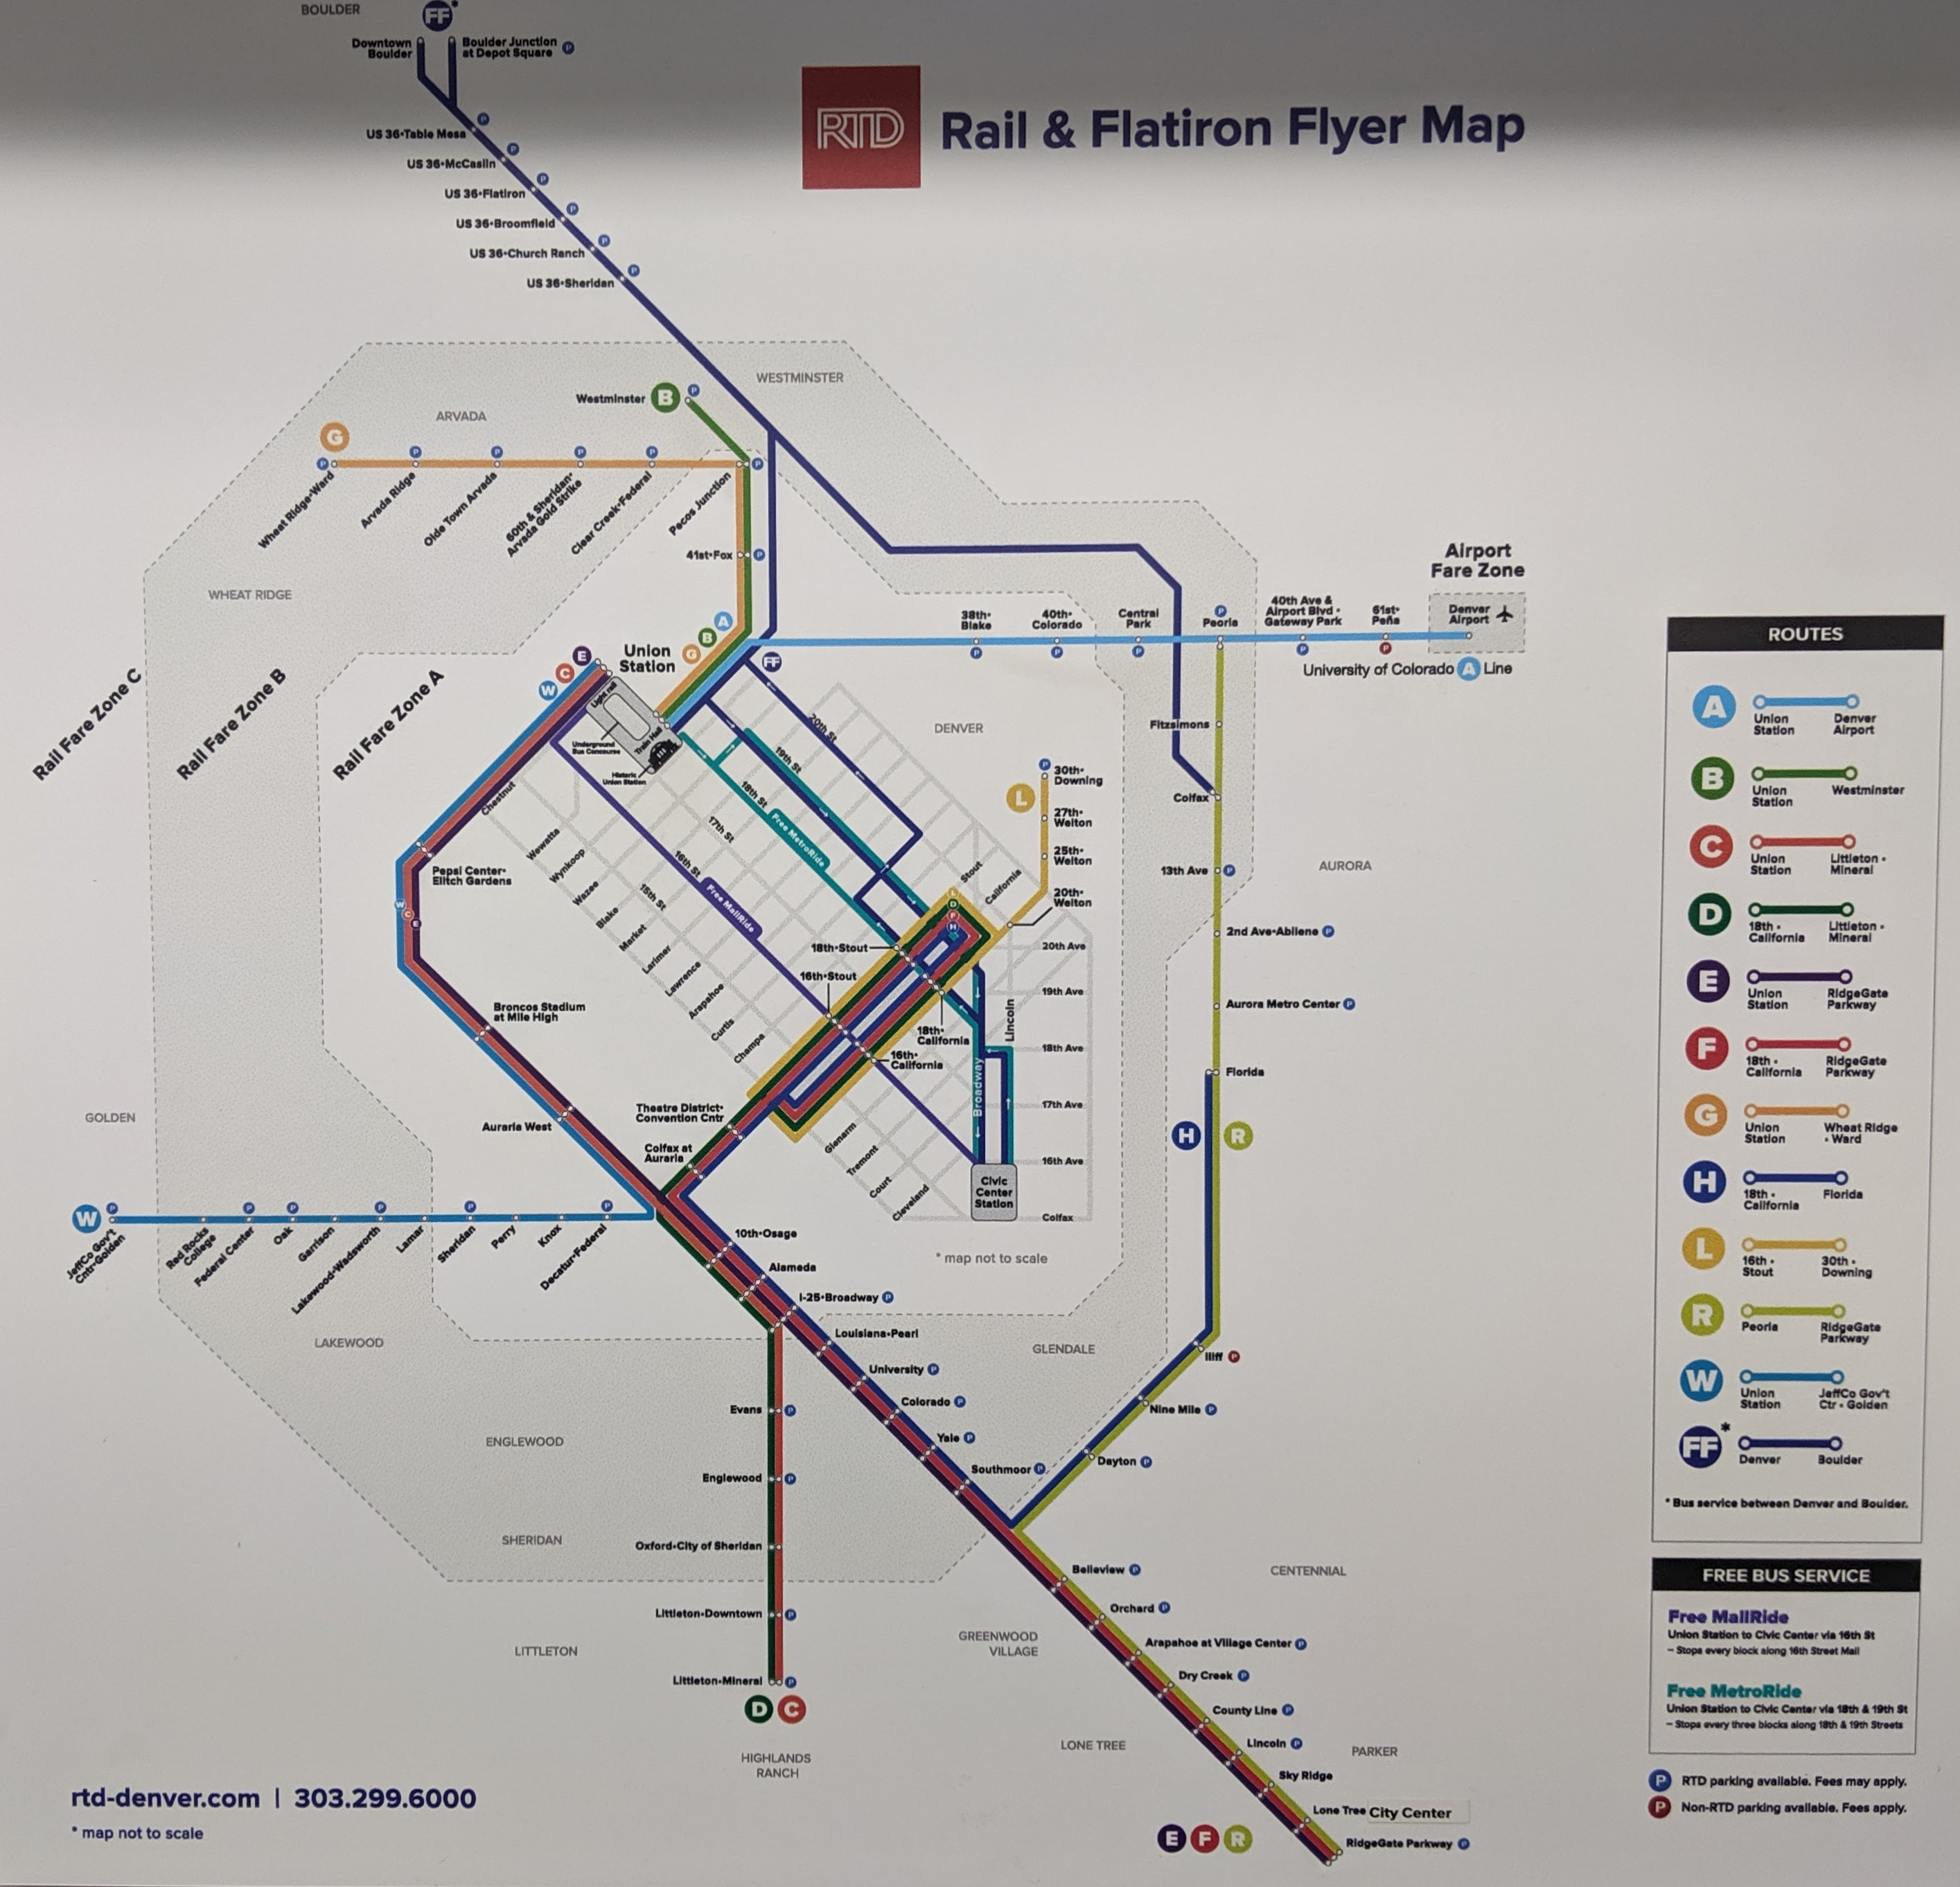 BOULDER
FF*
Downtown
Boulder
Boulder Junction
at Depot Square
P
RTD
Rail & Flatiron Flyer Map
US 36•Table Mesa
US 36•McCaslin
US 36•Flatiron
US 36•Broomfield
US 36•Church Ranch
US 36•Sheridan
WESTMINSTER
Westminster
B
ARVADA
G
Wheat Ridge•Ward
Arvada Ridge
Olde Town Arvada
60th & Sheridan•
Arvada Gold Strike
Clear Creek•Federal
Pecos Junction
41st•Fox
WHEAT RIDGE
Rail Fare Zone C
Rail Fare Zone B
Rail Fare Zone A
A
B
G
FF
Union
Station
E
C
W
Light rail
Underground
Bus Concourse
Train Hall
Historic
Union Station
38th•
Blake
40th•
Colorado
Central
Park
Peoria
40th Ave &
Airport Blvd •
Gateway Park
61st•
Peña
Airport
Fare Zone
Denver
Airport
University of Colorado A Line
DENVER
Fitzsimons
Colfax
13th Ave
AURORA
2nd Ave•Abilene
Aurora Metro Center
Florida
H
R
Iliff
Nine Mile
Dayton
20th St
19th St
18th St
Free MetroRide
17th St
16th St
Free MallRide
15th St
Chestnut
Wewatta
Wynkoop
Wazee
Blake
Market
Larimer
Lawrence
Arapahoe
Curtis
Champa
Stout
California
Glenarm
Tremont
Court
Cleveland
L
30th•
Downing
27th•
Welton
25th•
Welton
20th•
Welton
L
D
F
H
18th•Stout
16th•Stout
18th•
California
16th•
California
20th Ave
19th Ave
18th Ave
17th Ave
16th Ave
Colfax
Lincoln
Broadway
Civic
Center
Station
* map not to scale
Pepsi Center•
Elitch Gardens
W
C
E
Broncos Stadium
at Mile High
Auraria West
Theatre District•
Convention Cntr
Colfax at
Auraria
GOLDEN
W
JeffCo Gov't
Cntr•Golden
Red Rocks
College
Federal Center
Oak
Garrison
Lakewood•Wadsworth
Lamar
Sheridan
Perry
Knox
Decatur•Federal
LAKEWOOD
10th•Osage
Alameda
I-25•Broadway
Louisiana•Pearl
University
Colorado
Yale
Southmoor
GLENDALE
Evans
ENGLEWOOD
Englewood
SHERIDAN
Oxford•City of Sheridan
Littleton•Downtown
LITTLETON
Littleton•Mineral
D C
HIGHLANDS
RANCH
Belleview
Orchard
Arapahoe at Village Center
Dry Creek
County Line
Lincoln
Sky Ridge
Lone Tree City Center
RidgeGate Parkway
CENTENNIAL
GREENWOOD
VILLAGE
LONE TREE
PARKER
E F R
rtd-denver.com | 303.299.6000
* map not to scale
ROUTES
A
Union
Station
Denver
Airport
B
Union
Station
Westminster
C
Union
Station
Littleton •
Mineral
D
18th •
California
Littleton •
Mineral
E
Union
Station
RidgeGate
Parkway
F
18th •
California
RidgeGate
Parkway
G
Union
Station
Wheat Ridge
• Ward
H
18th •
California
Florida
L
16th •
Stout
30th •
Downing
R
Peoria
RidgeGate
Parkway
W
Union
Station
JeffCo Gov't
Ctr • Golden
FF*
Denver
Boulder
* Bus service between Denver and Boulder.
FREE BUS SERVICE
Free MallRide
Union Station to Civic Center via 16th St
– Stops every block along 16th Street Mall
Free MetroRide
Union Station to Civic Center via 18th & 19th St
– Stops every three blocks along 18th & 19th Streets
P RTD parking available. Fees may apply.
P Non-RTD parking available. Fees apply.